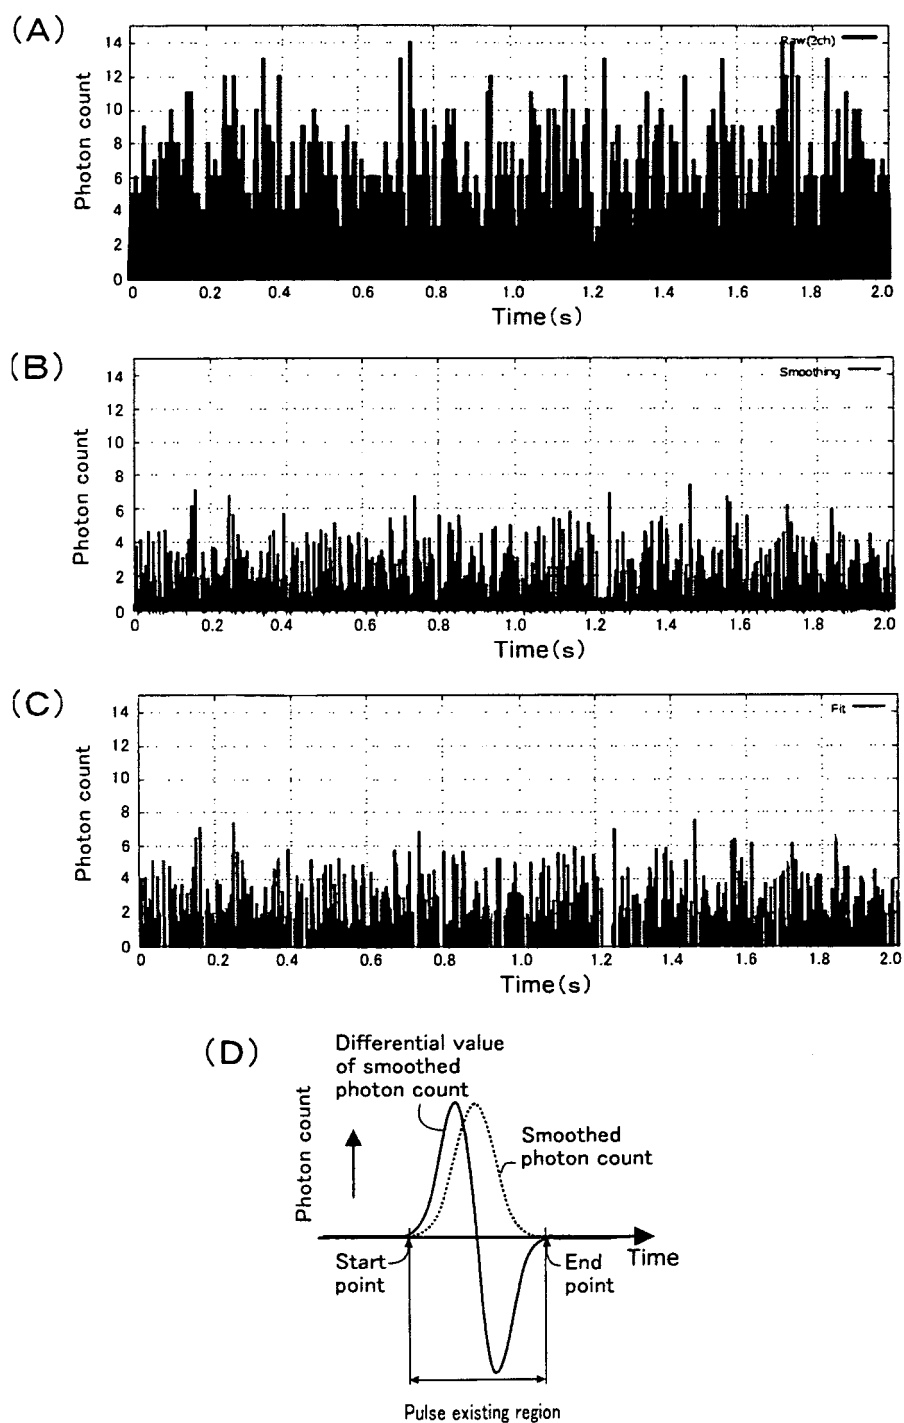 (A)
Photon count
14
12
10
8
6
4
2
0
Raw(2ch)
0 0.2 0.4 0.6 0.8 1.0 1.2 1.4 1.6 1.8 2.0
Time(s)
(B)
Photon count
14
12
10
8
6
4
2
0
Smoothing
0 0.2 0.4 0.6 0.8 1.0 1.2 1.4 1.6 1.8 2.0
Time(s)
(C)
Photon count
14
12
10
8
6
4
2
0
Fit
0 0.2 0.4 0.6 0.8 1.0 1.2 1.4 1.6 1.8 2.0
Time(s)
(D)
Differential value
of smoothed
photon count
Photon count
Smoothed
photon count
Start
point
End
point
Time
Pulse existing region